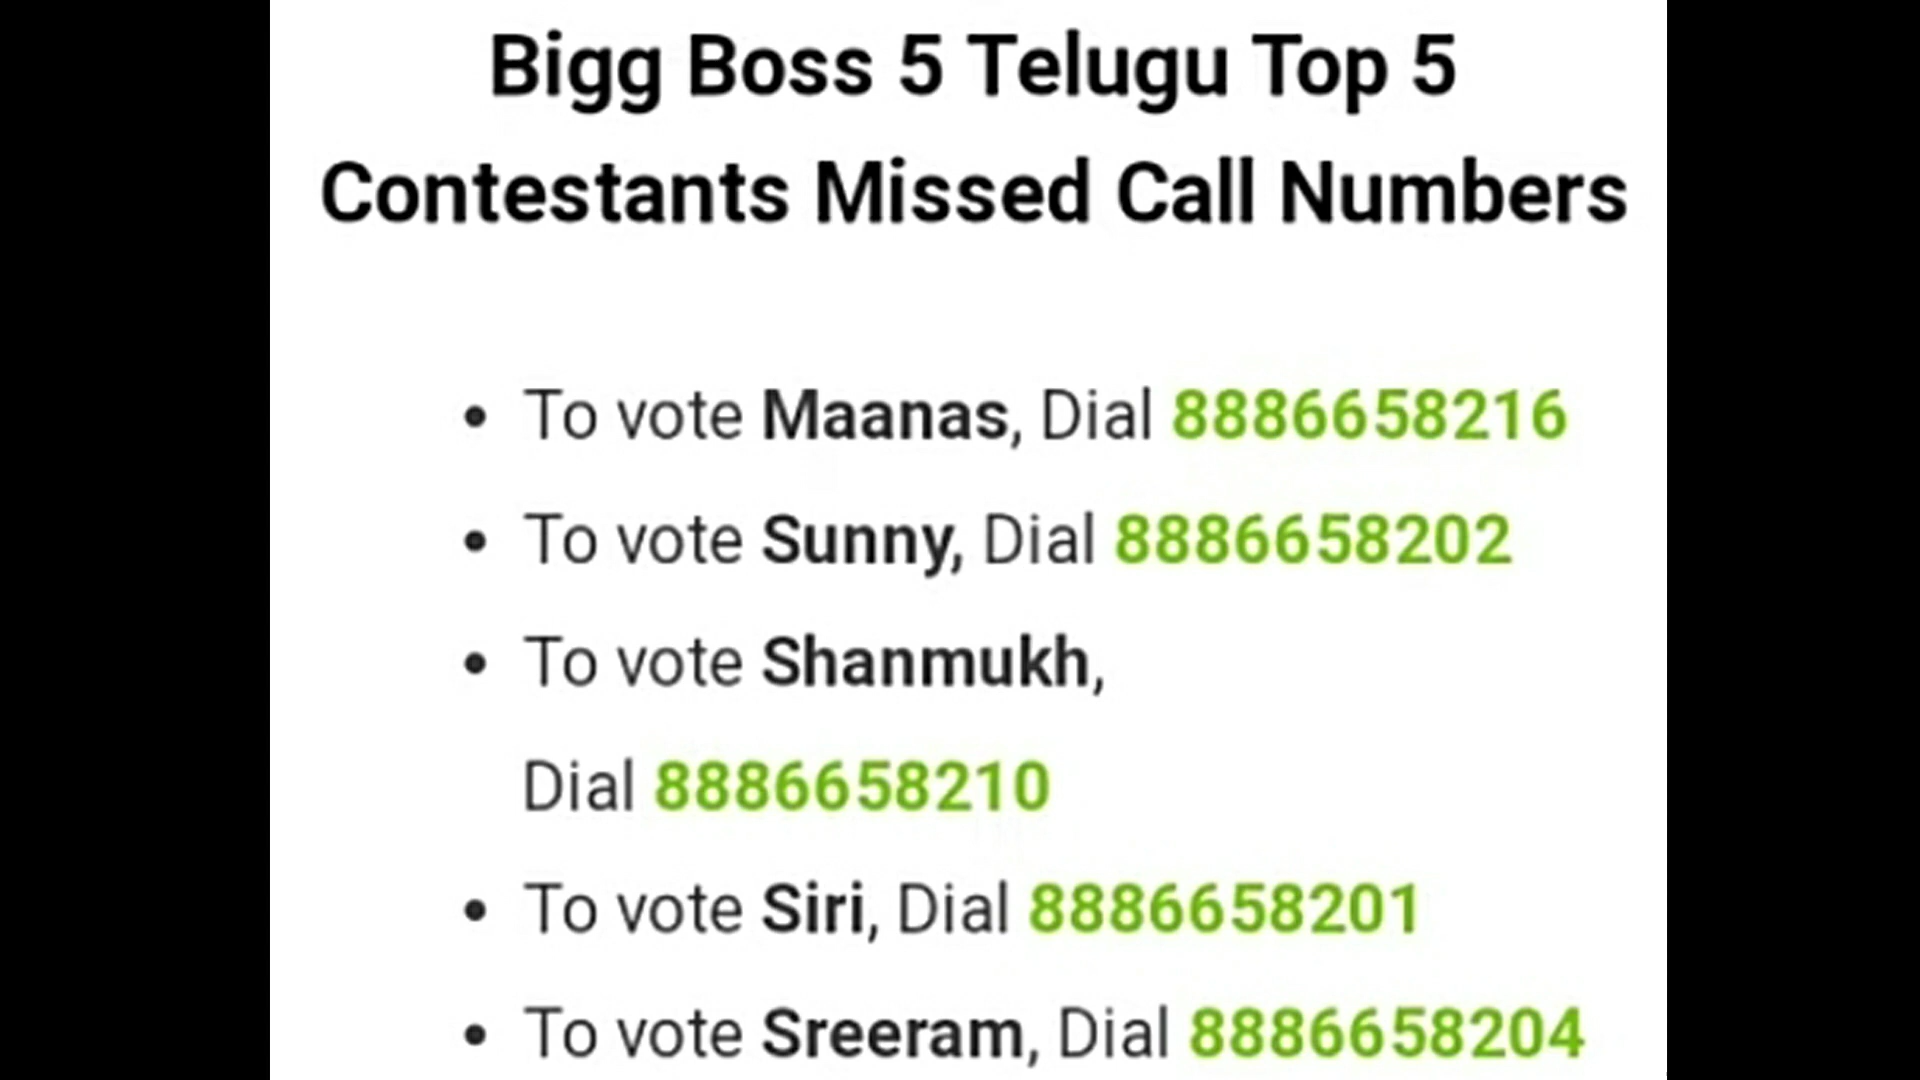 Bigg Boss 5 Telugu Top 5
Contestants Missed Call Numbers
• To vote Maanas, Dial 8886658216
• To vote Sunny, Dial 8886658202
• To vote Shanmukh,
Dial 8886658210
• To vote Siri, Dial 8886658201
• To vote Sreeram, Dial 8886658204